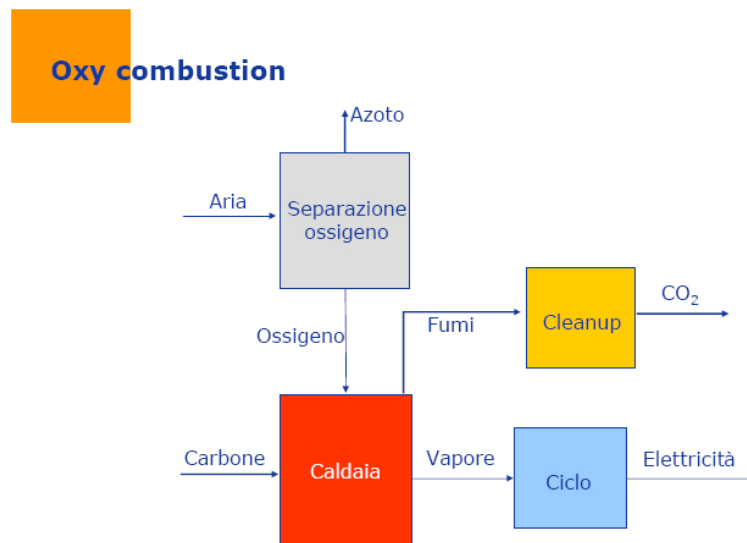 Oxy combustion
Azoto
Aria
Separazione
ossigeno
Ossigeno
Fumi
Cleanup
CO₂
Carbone
Caldaia
Vapore
Ciclo
Elettricità